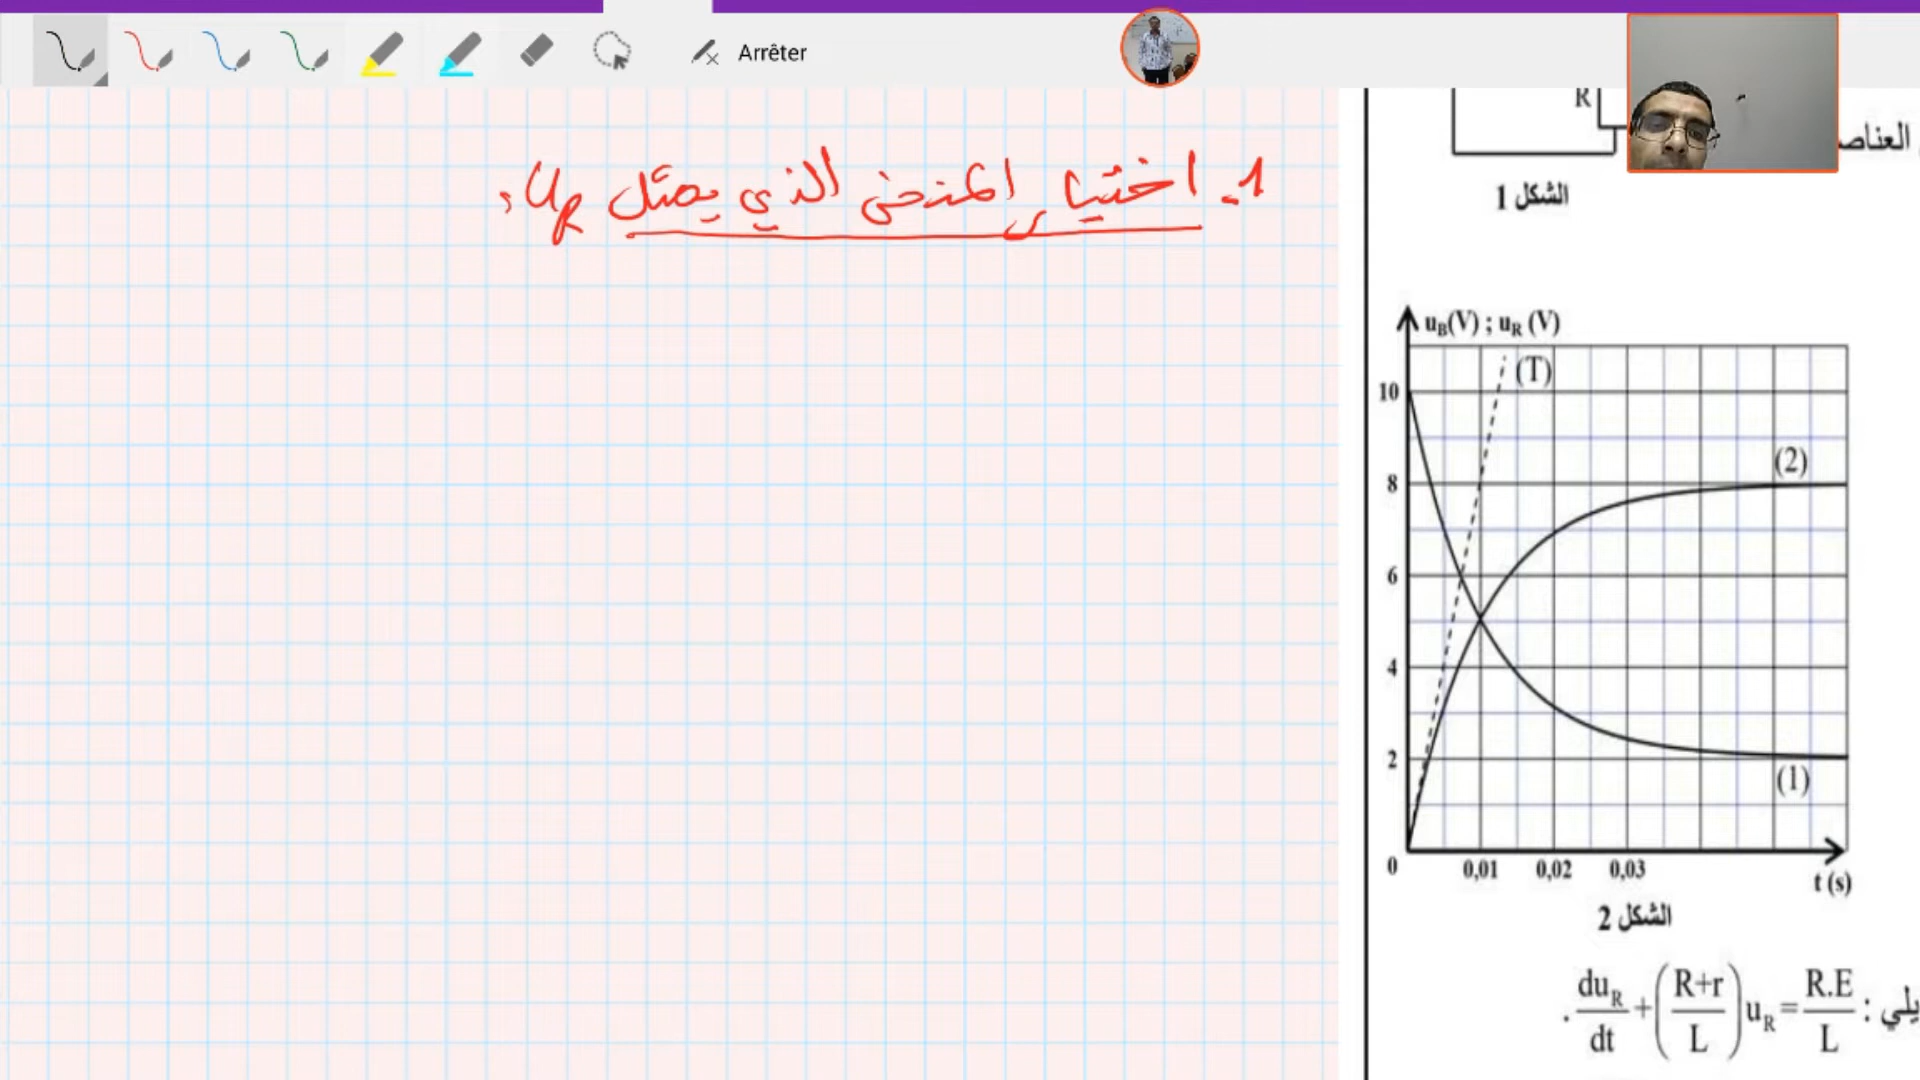 Arrêter
1. اختيار المنحنى الذي يمثل uR:
R
العناص
الشكل 1
uB(V) ; uR (V)
(T)
10
(2)
8
6
4
2
(1)
0
0,01 0,02 0,03
t (s)
الشكل 2
يلي : duR/dt + ((R+r)/L) uR = R.E/L .